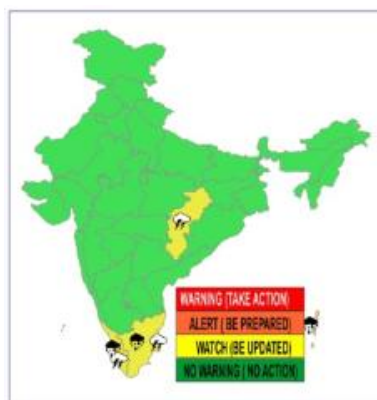 WARNING (TAKE ACTION)
ALERT ( BE PREPARED)
WATCH (BE UPDATED)
NO WARNING ( NO ACTION)